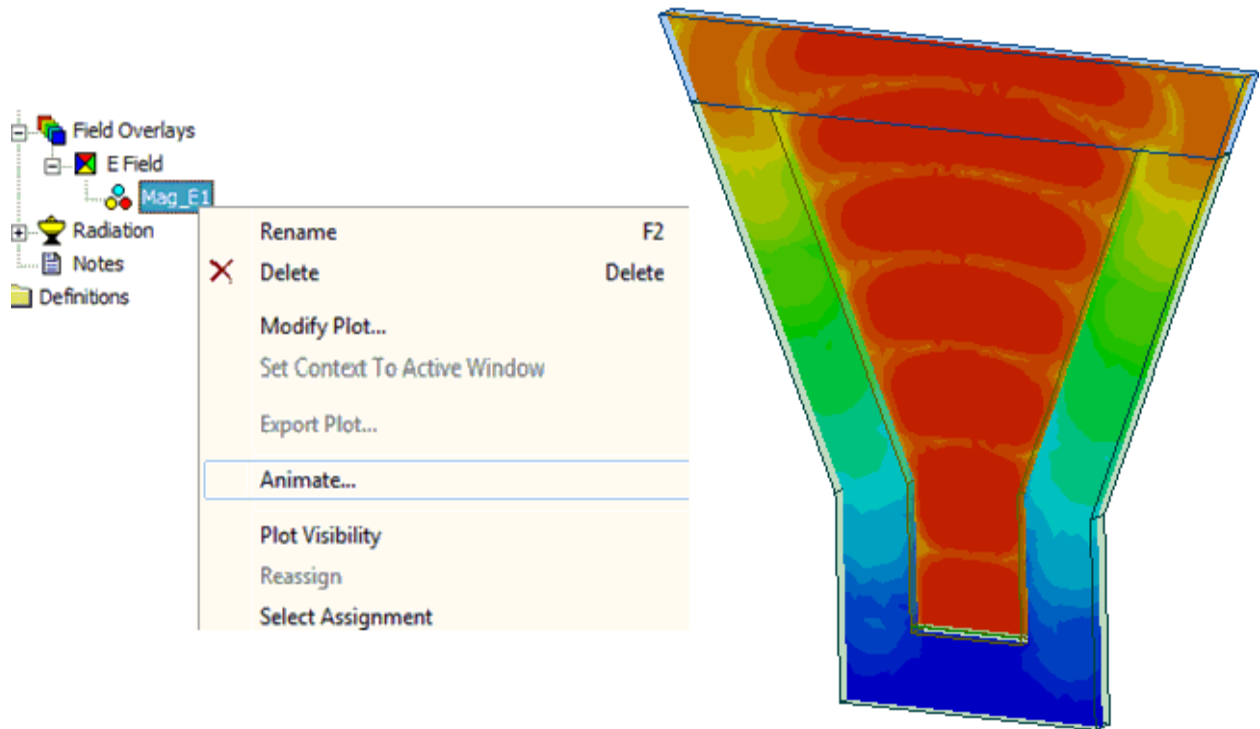 Field Overlays
E Field
Mag_E1
Radiation
Notes
Definitions
Rename F2
Delete Delete
Modify Plot...
Set Context To Active Window
Export Plot...
Animate...
Plot Visibility
Reassign
Select Assignment